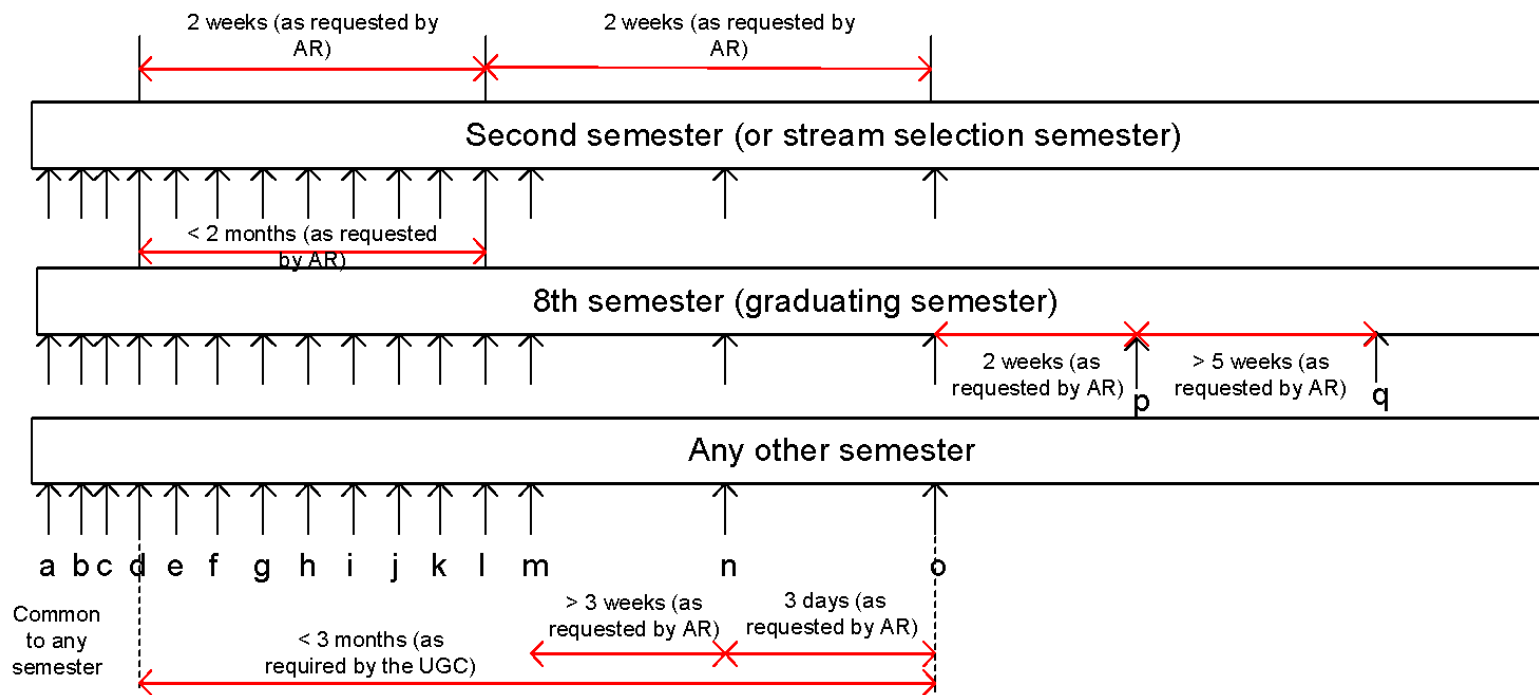 2 weeks (as requested by
AR)
2 weeks (as requested by
AR)
Second semester (or stream selection semester)
< 2 months (as requested
by AR)
8th semester (graduating semester)
2 weeks (as
requested by AR)
> 5 weeks (as
requested by AR)
p
q
Any other semester
a b c d e f g h i j k l m n o
Common
to any
semester
< 3 months (as
required by the UGC)
> 3 weeks (as
requested by AR)
3 days (as
requested by AR)